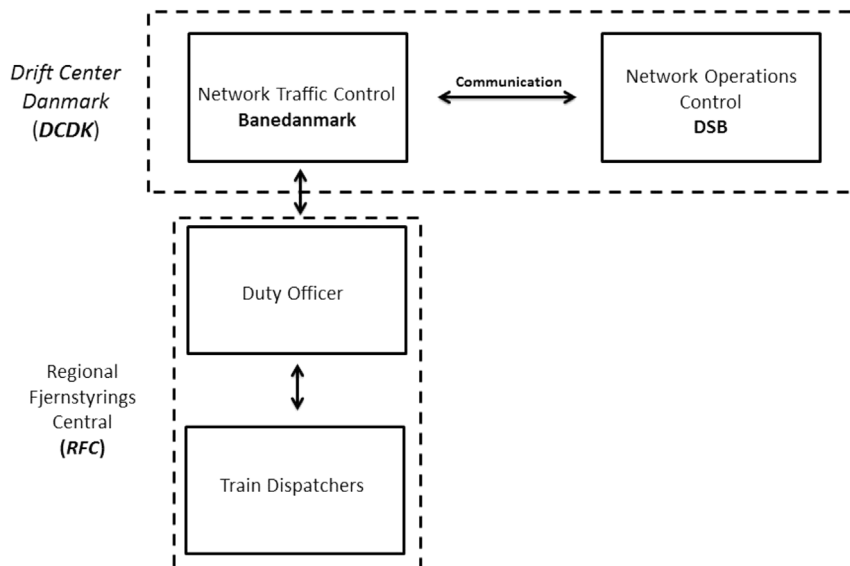 Drift Center
Danmark
(DCDK)
Network Traffic Control
Banedanmark
Communication
Network Operations
Control
DSB
Duty Officer
Regional
Fjernstyrings
Central
(RFC)
Train Dispatchers